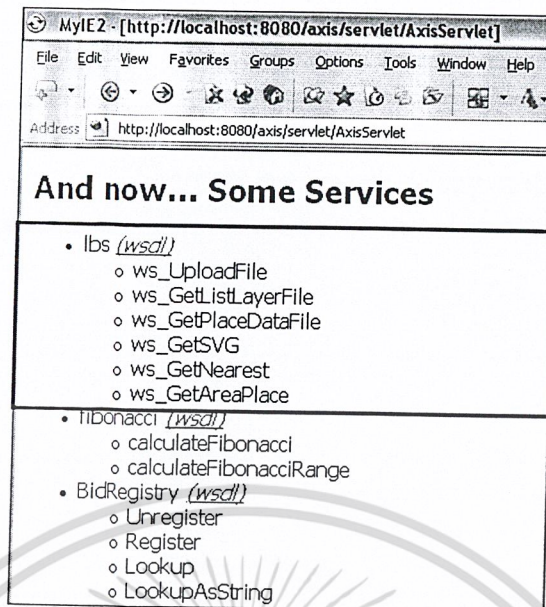 MyIE2 - [http://localhost:8080/axis/servlet/AxisServlet]
File Edit View Favorites Groups Options Tools Window Help
Address http://localhost:8080/axis/servlet/AxisServlet
And now... Some Services
• lbs (wsdl)
o ws_UploadFile
o ws_GetListLayerFile
o ws_GetPlaceDataFile
o ws_GetSVG
o ws_GetNearest
o ws_GetAreaPlace
• fibonacci (wsdl)
o calculateFibonacci
o calculateFibonacciRange
• BidRegistry (wsdl)
o Unregister
o Register
o Lookup
o LookupAsString